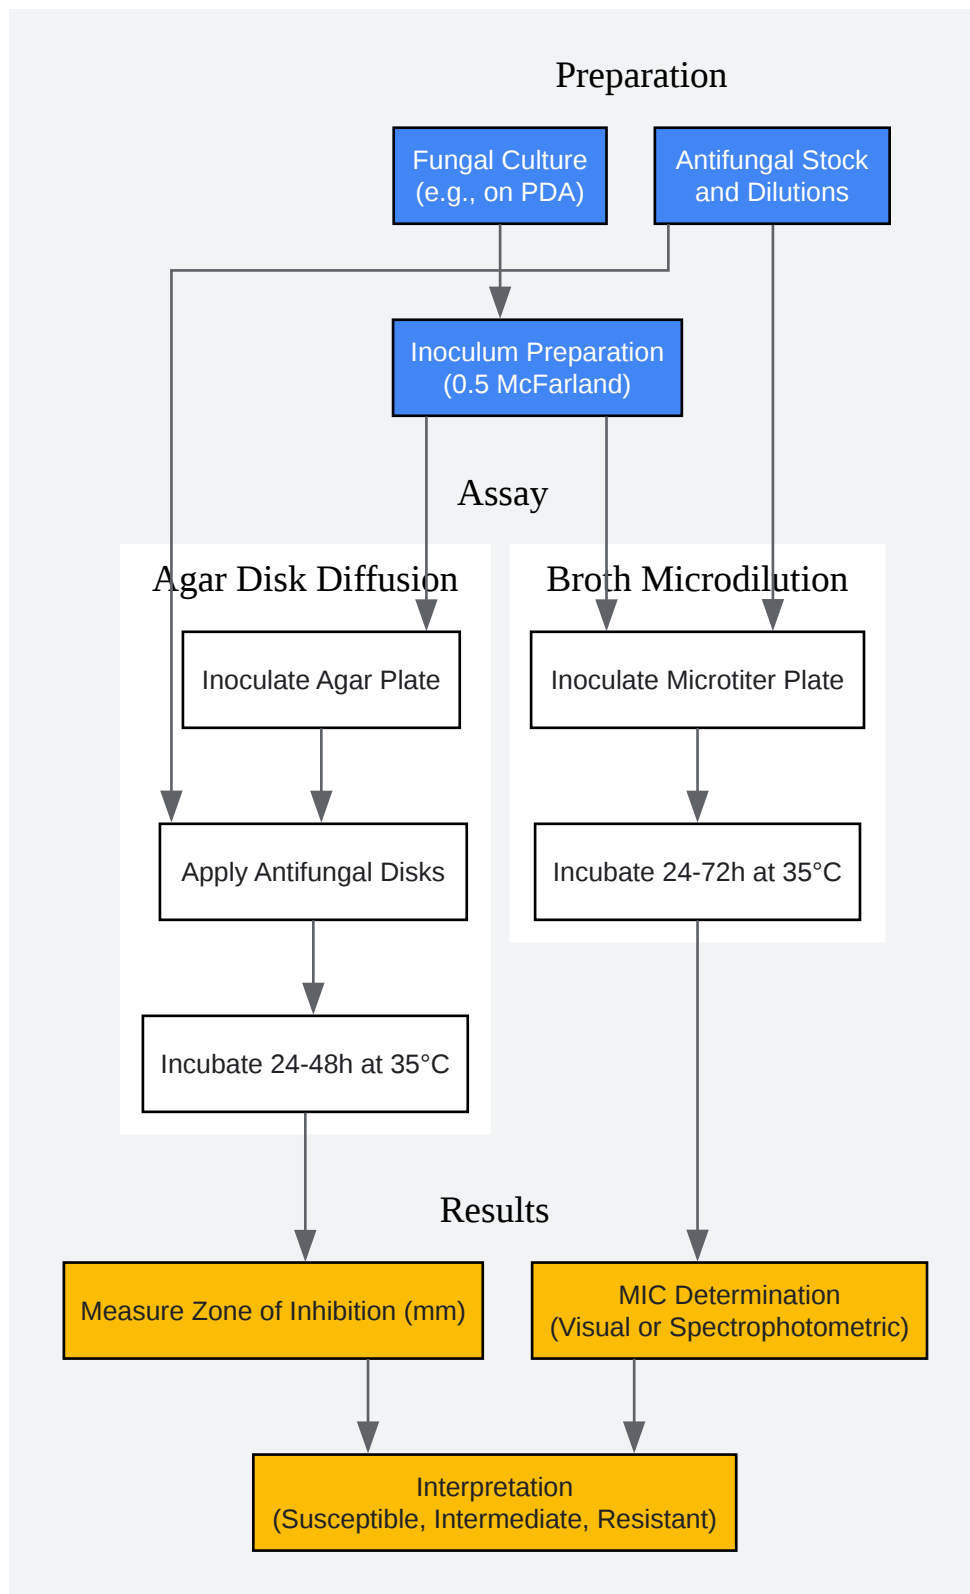 Preparation
Fungal Culture
(e.g., on PDA)
Antifungal Stock
and Dilutions
Inoculum Preparation
(0.5 McFarland)
Assay
Agar Disk Diffusion
Broth Microdilution
Inoculate Agar Plate
Inoculate Microtiter Plate
Apply Antifungal Disks
Incubate 24-72h at 35°C
Incubate 24-48h at 35°C
Results
Measure Zone of Inhibition (mm)
MIC Determination
(Visual or Spectrophotometric)
Interpretation
(Susceptible, Intermediate, Resistant)